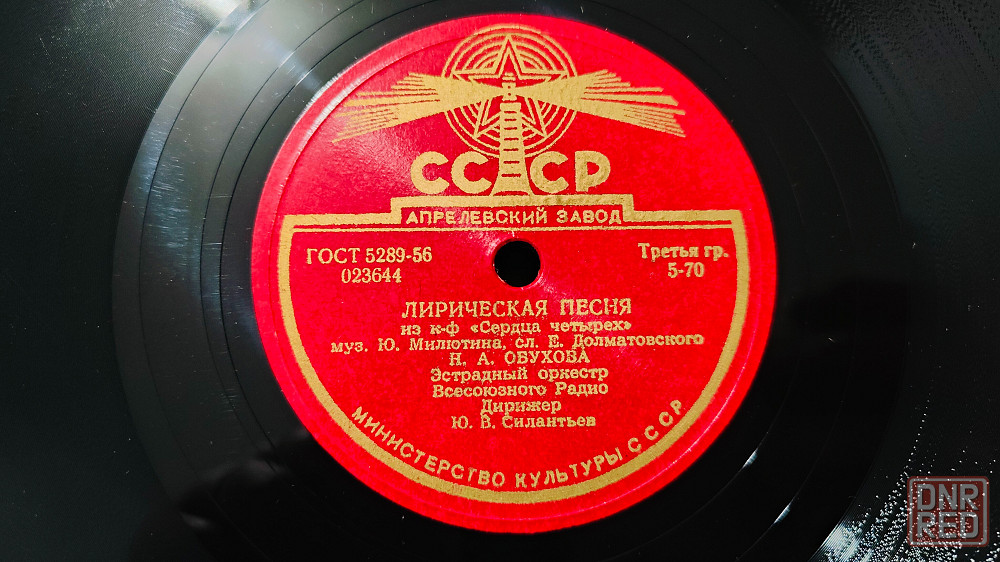 СССР
АПРЕЛЕВСКИЙ ЗАВОД
ГОСТ 5289-56
023644
Третья гр.
5-70
ЛИРИЧЕСКАЯ ПЕСНЯ
из к-ф «Сердца четырех»
муз. Ю. Милютина, сл. Е. Долматовского
Н. А. ОБУХОВА
Эстрадный оркестр
Всесоюзного Радио
Дирижер
Ю. В. Силантьев
МИНИСТЕРСТВО КУЛЬТУРЫ СССР
DNR
RED